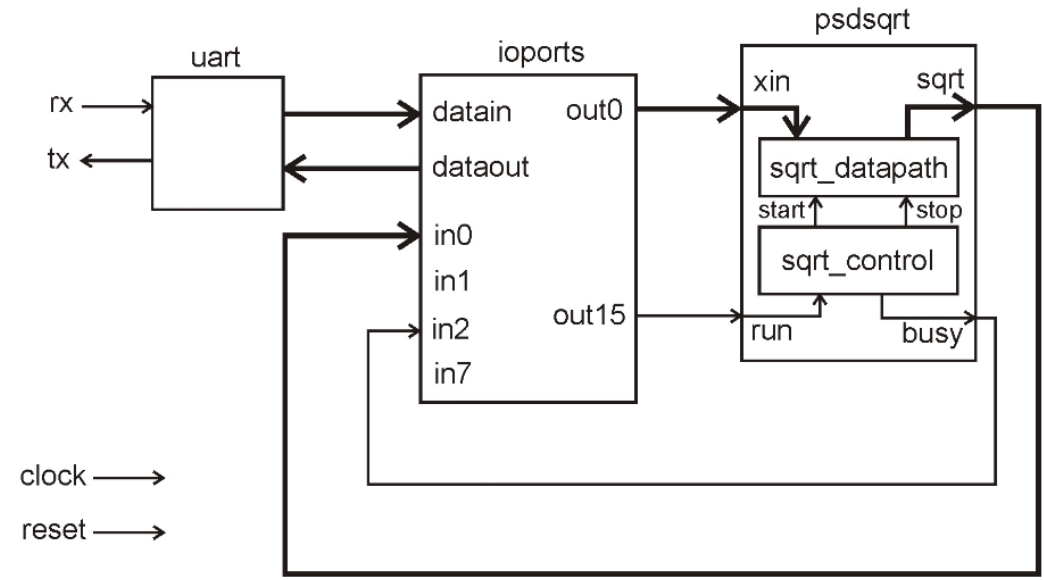 psdsqrt
uart
ioports
rx
tx
datain
dataout
in0
in1
in2
in7
out0
out15
xin
sqrt
sqrt_datapath
start
stop
sqrt_control
run
busy
clock
reset